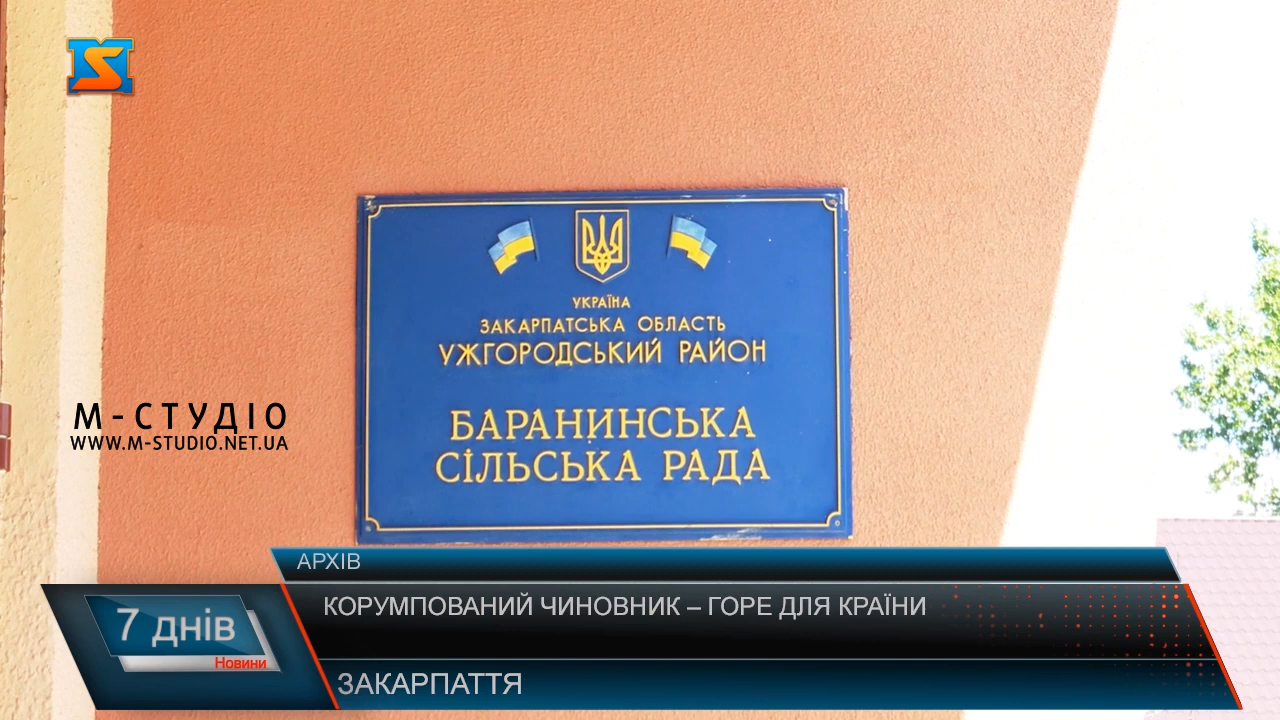 УКРАЇНА
ЗАКАРПАТСЬКА ОБЛАСТЬ
УЖГОРОДСЬКИЙ РАЙОН
БАРАНИНСЬКА
СІЛЬСЬКА РАДА
М-СТУДІО
WWW.M-STUDIO.NET.UA
АРХІВ
КОРУМПОВАНИЙ ЧИНОВНИК – ГОРЕ ДЛЯ КРАЇНИ
7 днів
Новини
ЗАКАРПАТТЯ